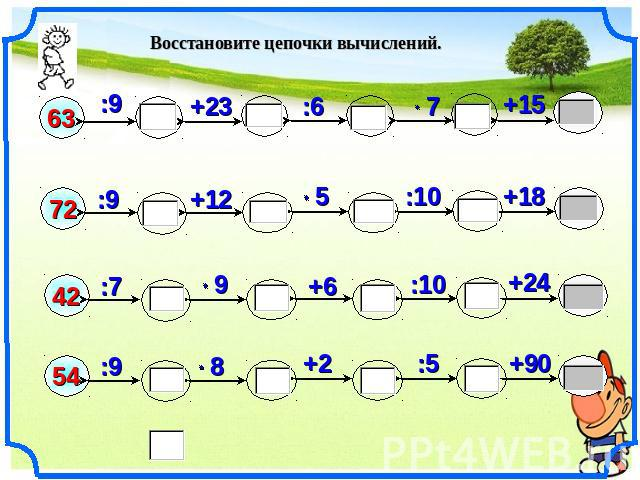 Восстановите цепочки вычислений.
63 :9 +23 :6 · 7 +15
72 :9 +12 · 5 :10 +18
42 :7 · 9 +6 :10 +24
54 :9 · 8 +2 :5 +90
PPt4WEB.ru